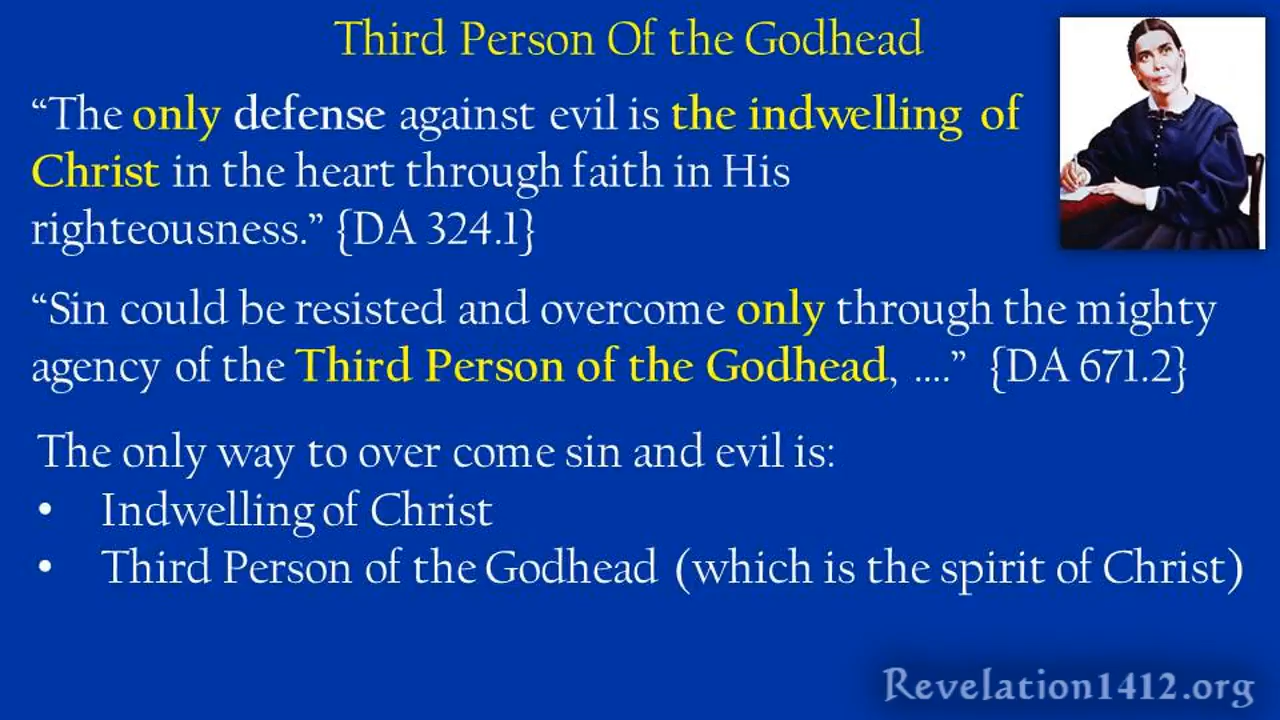 Third Person Of the Godhead
“The only defense against evil is the indwelling of
Christ in the heart through faith in His
righteousness.” {DA 324.1}
“Sin could be resisted and overcome only through the mighty
agency of the Third Person of the Godhead, ....” {DA 671.2}
The only way to over come sin and evil is:
• Indwelling of Christ
• Third Person of the Godhead (which is the spirit of Christ)
Revelation1412.org